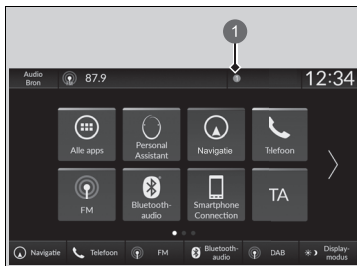 1
Audio
Bron
87.9
12:34
Alle apps
Personal
Assistant
Navigatie
Telefoon
FM
Bluetooth-
audio
Smartphone
Connection
TA
Navigatie
Telefoon
FM
Bluetooth-
audio
DAB
Display-
modus